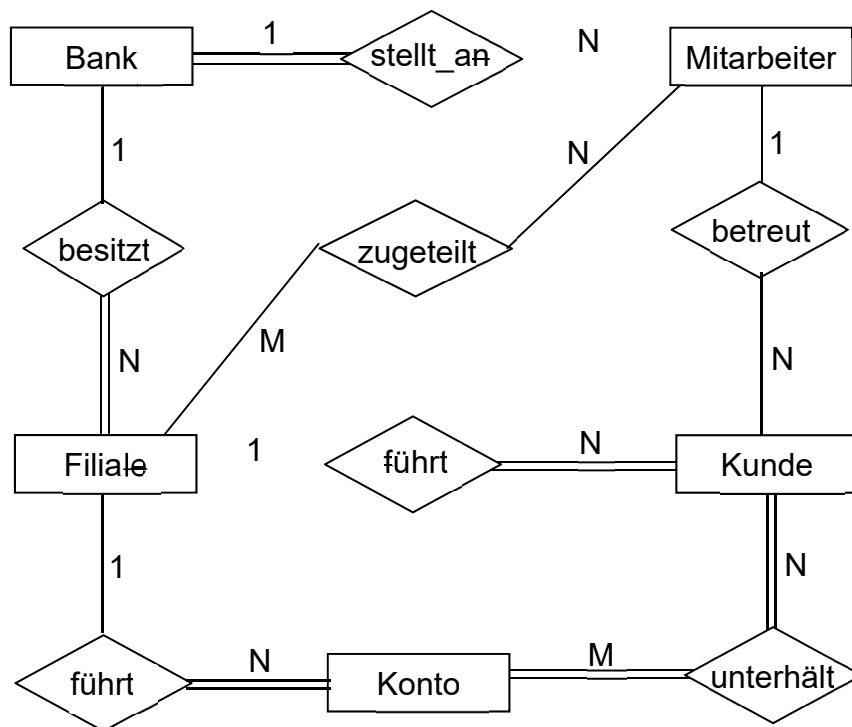 Bank 1 stellt_an N Mitarbeiter
1 N 1
besitzt zugeteilt betreut
M
N N
Filiale 1 führt N Kunde
1 N
führt N Konto M unterhält